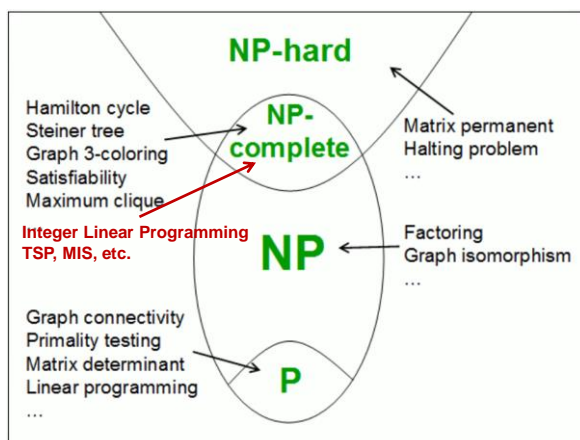 NP-hard
Hamilton cycle
Steiner tree
Graph 3-coloring
Satisfiability
Maximum clique
NP-
complete
Matrix permanent
Halting problem
…
Integer Linear Programming
TSP, MIS, etc.
NP
Factoring
Graph isomorphism
…
Graph connectivity
Primality testing
Matrix determinant
Linear programming
…
P